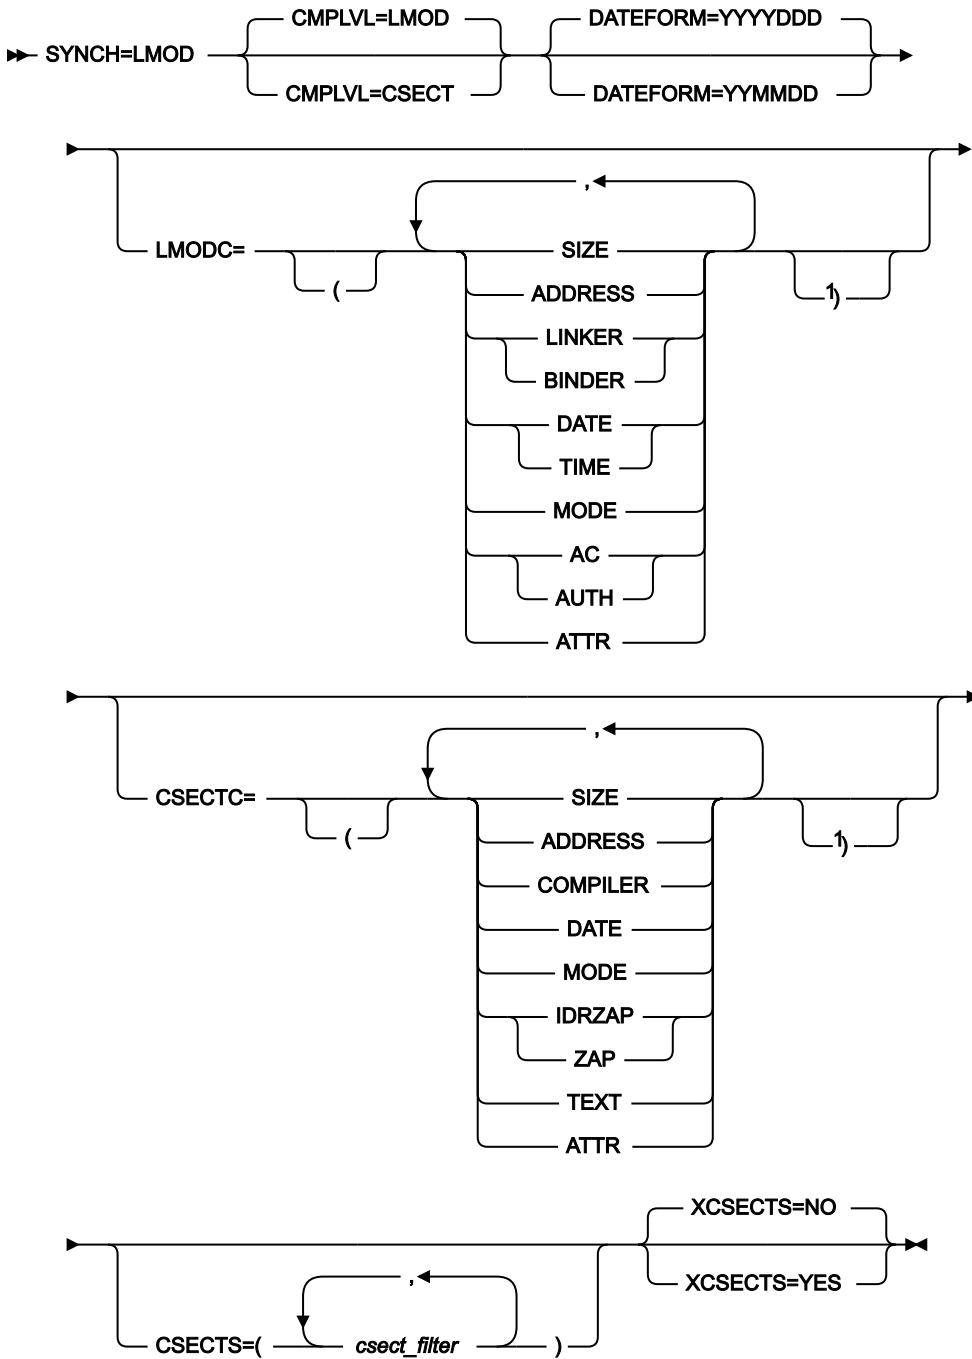 CMPLVL=LMOD DATEFORM=YYYYDDD
SYNCH=LMOD
CMPLVL=CSECT DATEFORM=YYMMDD
,
LMODC= SIZE
( 1)
ADDRESS
LINKER
BINDER
DATE
TIME
MODE
AC
AUTH
ATTR
,
CSECTC= SIZE
( 1)
ADDRESS
COMPILER
DATE
MODE
IDRZAP
ZAP
TEXT
ATTR
XCSECTS=NO
,
XCSECTS=YES
CSECTS=( csect_filter )